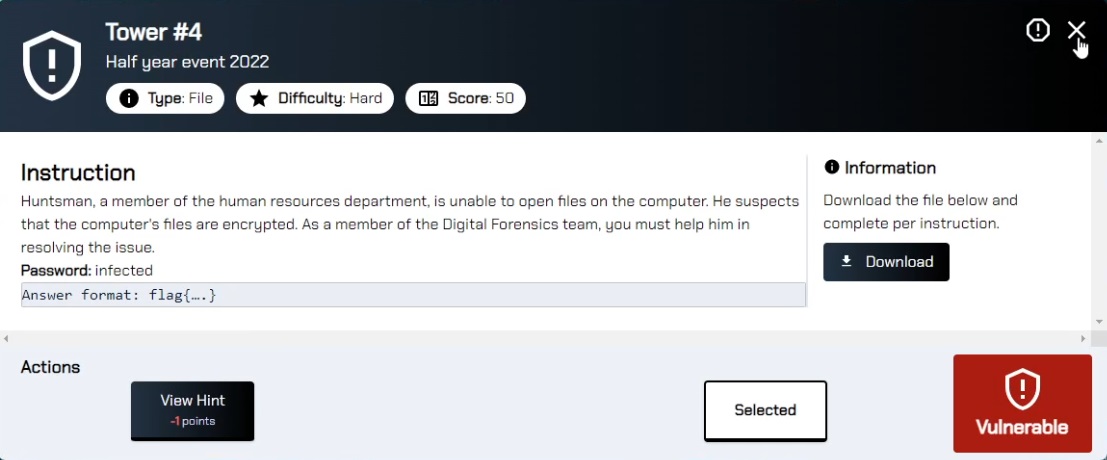 Tower #4
Half year event 2022
Type: File
Difficulty: Hard
Score: 50
Instruction
Huntsman, a member of the human resources department, is unable to open files on the computer. He suspects
that the computer's files are encrypted. As a member of the Digital Forensics team, you must help him in
resolving the issue.
Password: infected
Answer format: flag{….}
Information
Download the file below and
complete per instruction.
Download
Actions
View Hint
-1 points
Selected
Vulnerable